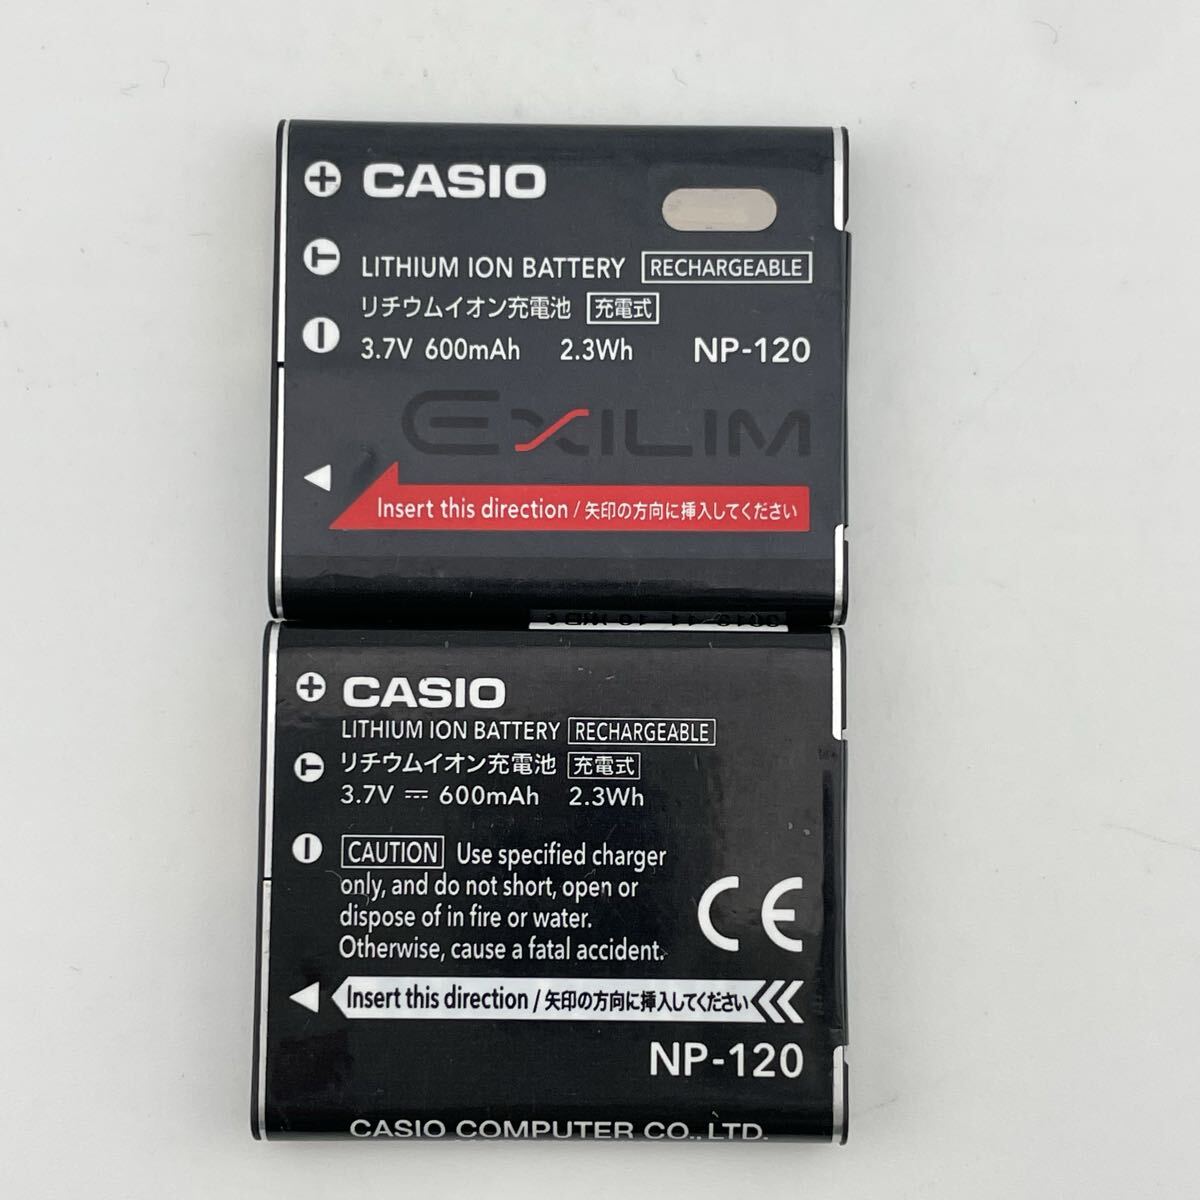 + CASIO
T LITHIUM ION BATTERY RECHARGEABLE
リチウムイオン充電池 充電式
− 3.7V 600mAh 2.3Wh NP-120
EXILIM
Insert this direction / 矢印の方向に挿入してください
+ CASIO
LITHIUM ION BATTERY RECHARGEABLE
T リチウムイオン充電池 充電式
3.7V ⎓ 600mAh 2.3Wh
− CAUTION Use specified charger
only, and do not short, open or
dispose of in fire or water.
Otherwise, cause a fatal accident.
CE
Insert this direction / 矢印の方向に挿入してください
NP-120
CASIO COMPUTER CO., LTD.